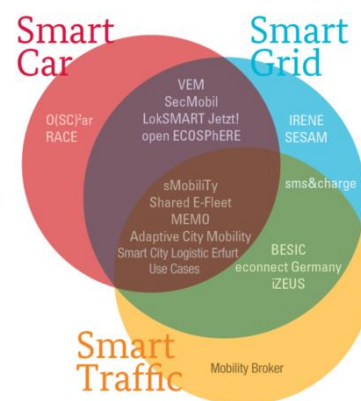 Smart
Car
Smart
Grid
VEM
SecMobil
LokSMART Jetzt!
open ECOSPhERE
O(SC)²ar
RACE
IRENE
SESAM
sms&charge
sMobiliTy
Shared E-Fleet
MEMO
Adaptive City Mobility
Smart City Logistic Erfurt
Use Cases
BESIC
econnect Germany
iZEUS
Smart
Traffic
Mobility Broker